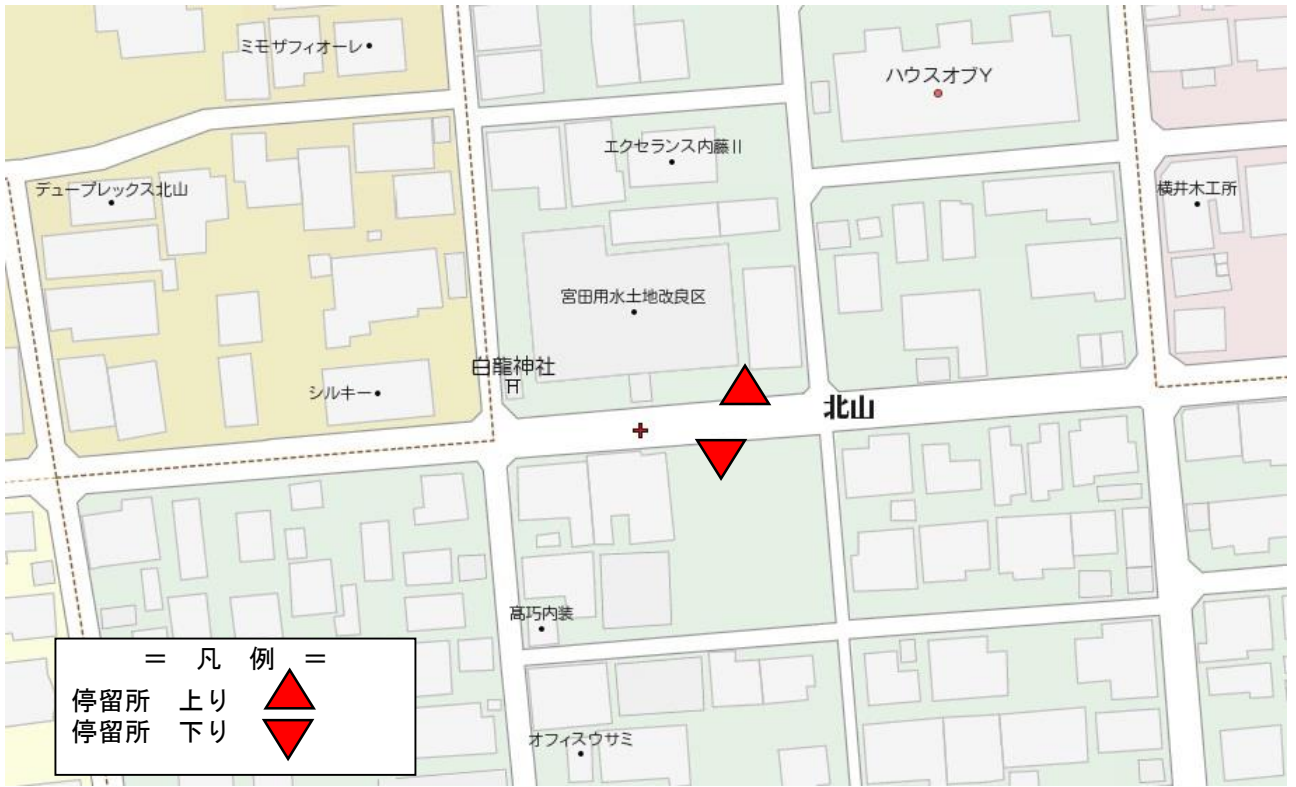 ミモザフィオーレ
ハウスオブY
エクセランス内藤II
デュープレックス北山
横井木工所
宮田用水土地改良区
白龍神社
シルキー
北山
髙巧内装
= 凡 例 =
停留所 上り
停留所 下り
オフィスウサミ